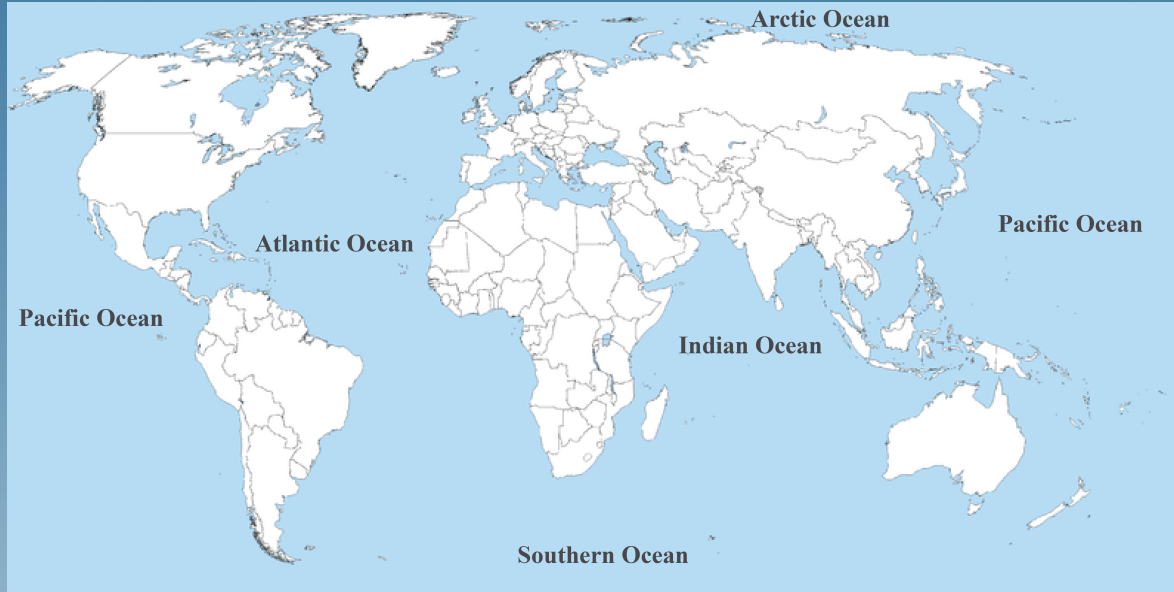 Arctic Ocean
Pacific Ocean
Atlantic Ocean
Pacific Ocean
Indian Ocean
Southern Ocean